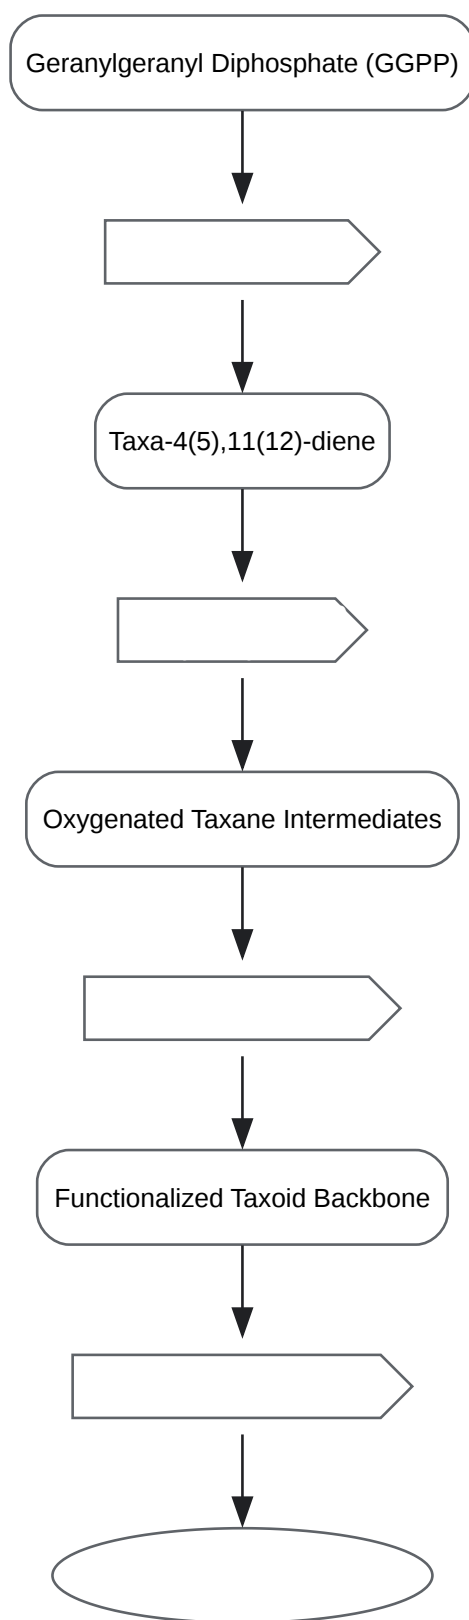 Geranylgeranyl Diphosphate (GGPP)
Taxa-4(5),11(12)-diene
Oxygenated Taxane Intermediates
Functionalized Taxoid Backbone